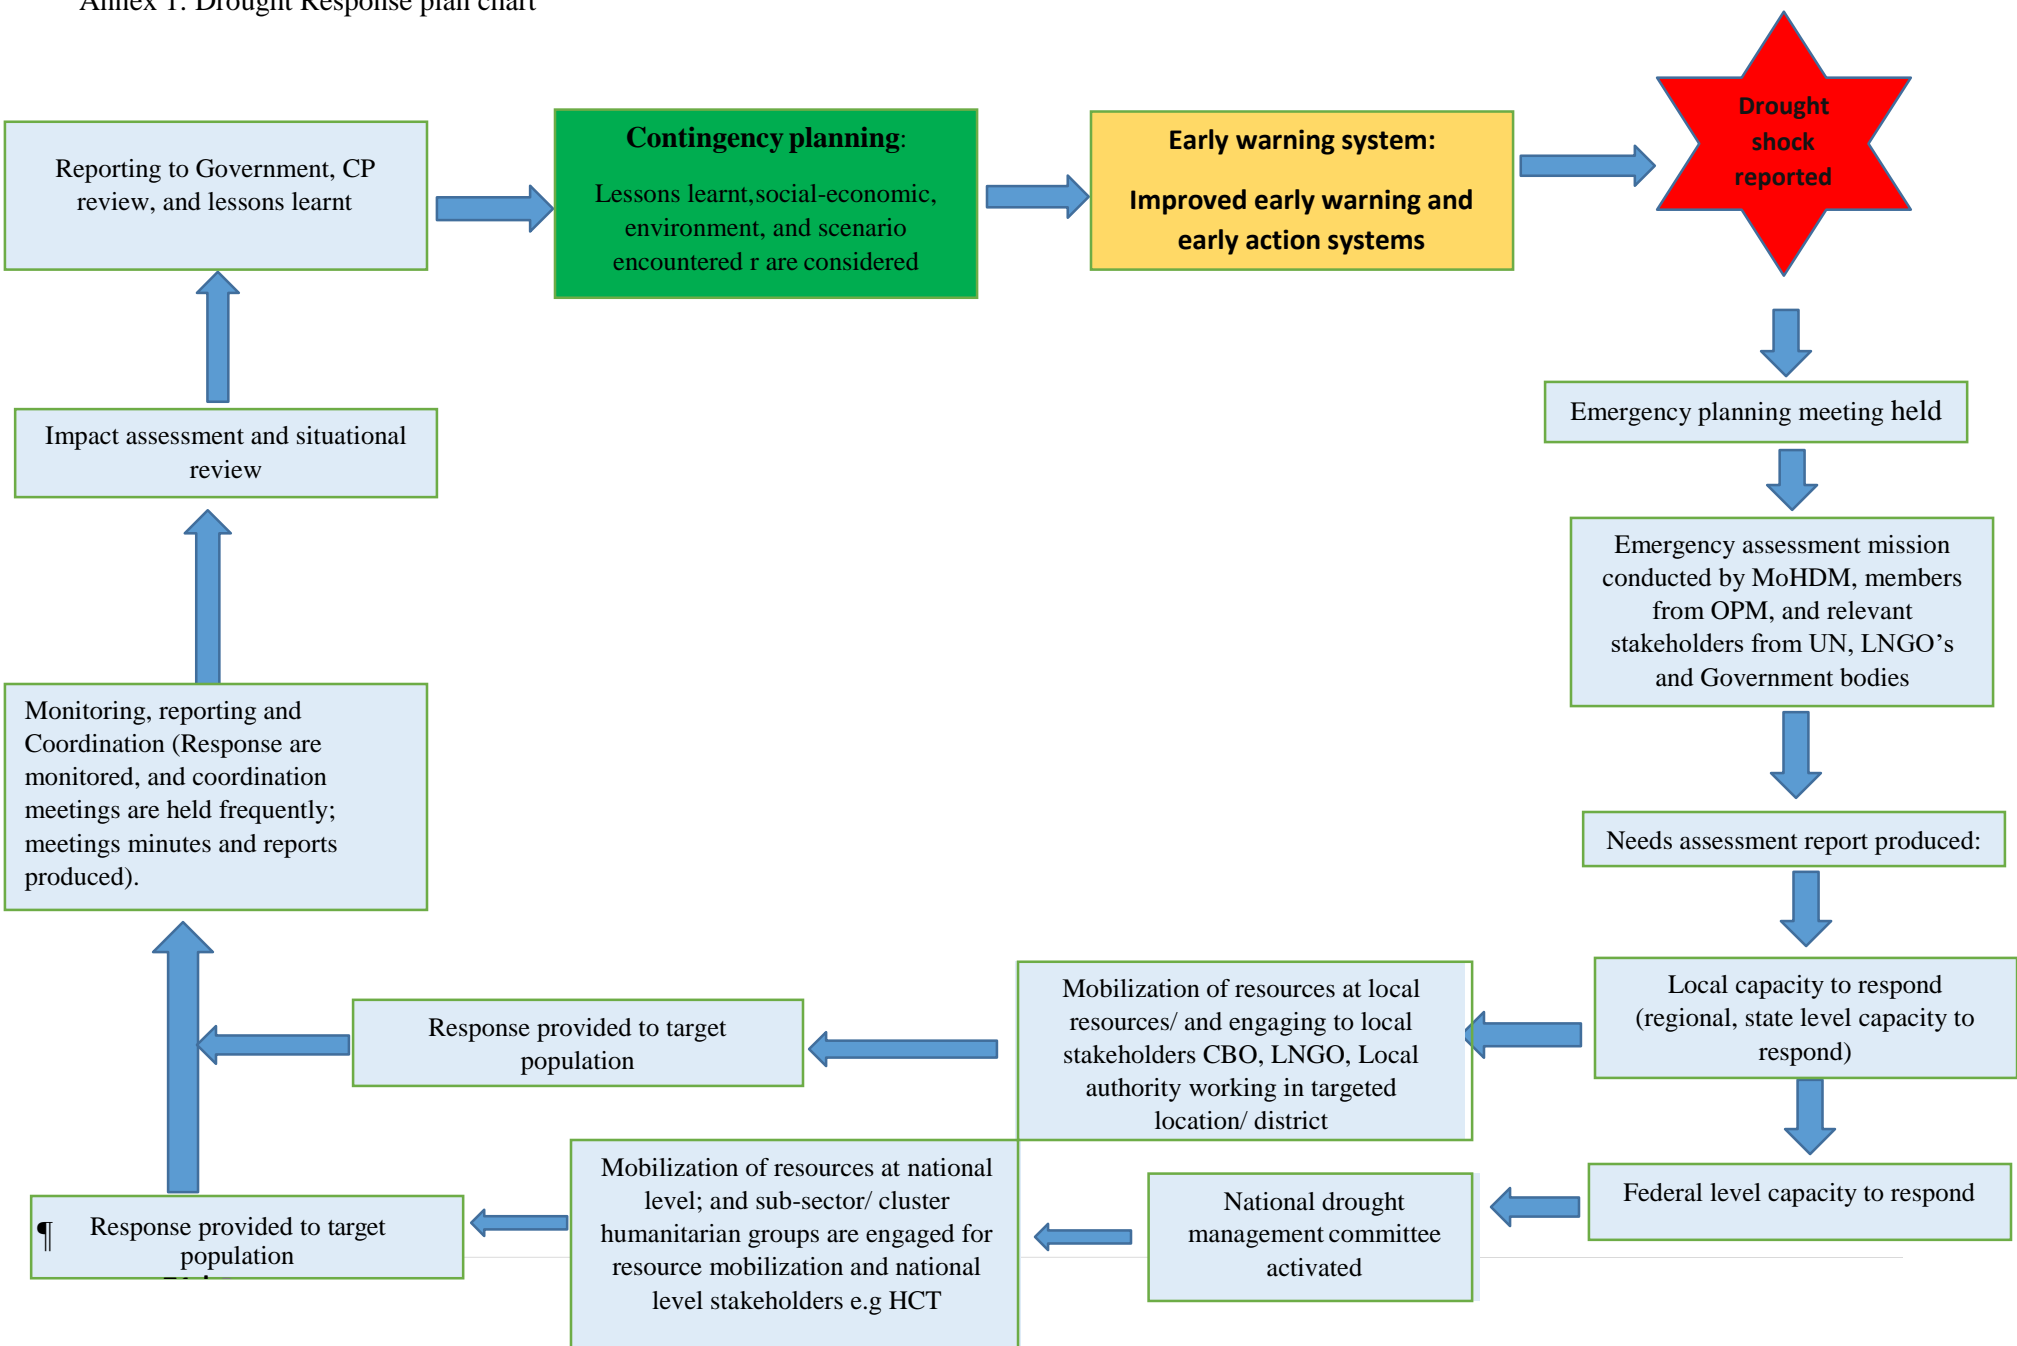 Annex 1: Drought Response plan chart
Reporting to Government, CP
review, and lessons learnt
Contingency planning:
Lessons learnt,social-economic,
environment, and scenario
encountered r are considered
Early warning system:
Improved early warning and
early action systems
Drought
shock
reported
Emergency planning meeting held
Emergency assessment mission
conducted by MoHDM, members
from OPM, and relevant
stakeholders from UN, LNGO’s
and Government bodies
Needs assessment report produced:
Local capacity to respond
(regional, state level capacity to
respond)
Federal level capacity to respond
Mobilization of resources at local
resources/ and engaging to local
stakeholders CBO, LNGO, Local
authority working in targeted
location/ district
Response provided to target
population
National drought
management committee
activated
Mobilization of resources at national
level; and sub-sector/ cluster
humanitarian groups are engaged for
resource mobilization and national
level stakeholders e.g HCT
¶ Response provided to target
population
Monitoring, reporting and
Coordination (Response are
monitored, and coordination
meetings are held frequently;
meetings minutes and reports
produced).
Impact assessment and situational
review